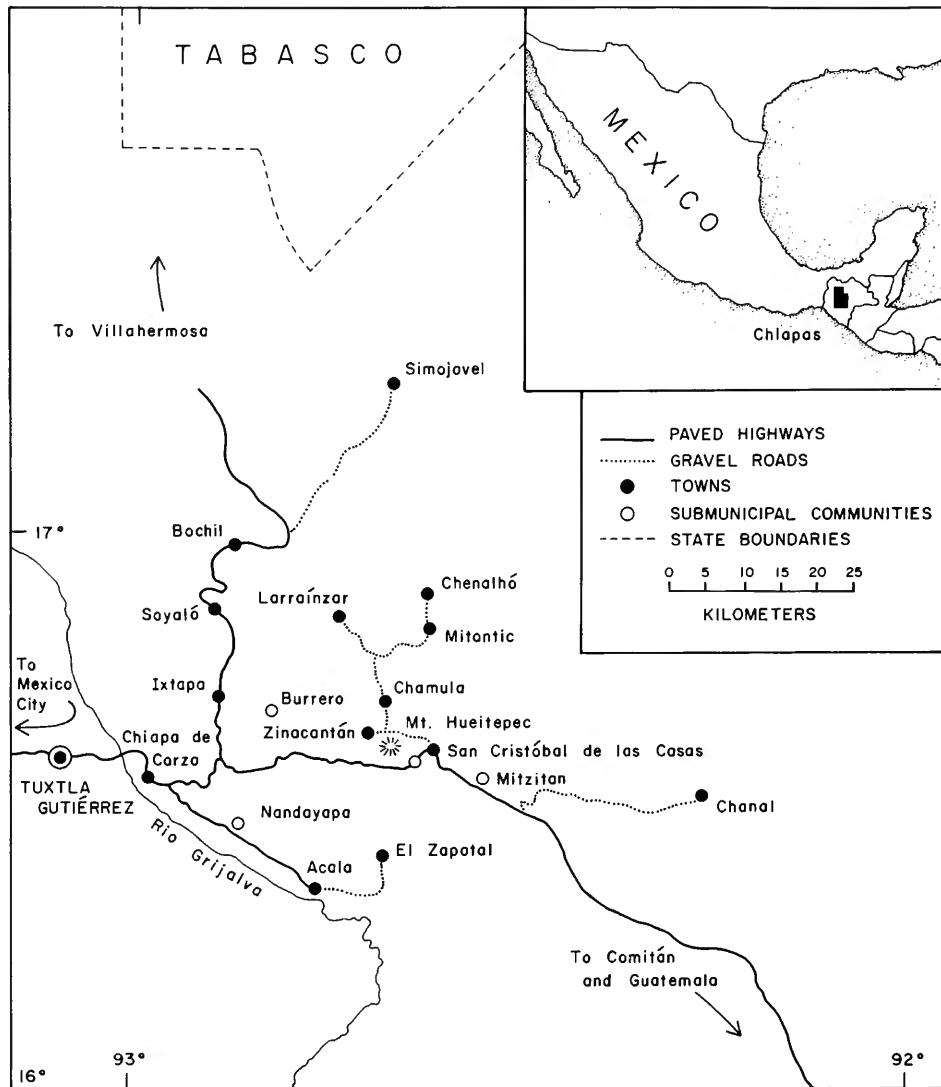 TABASCO
MEXICO
Chiapas
To Villahermosa
Simojovel
PAVED HIGHWAYS
GRAVEL ROADS
TOWNS
SUBMUNICIPAL COMMUNITIES
STATE BOUNDARIES
0 5 10 15 20 25
KILOMETERS
17°
Bochil
Larraínzar
Chenalhó
Soyaló
Mitontic
To
Mexico
City
Ixtapa
Burrero
Chamula
Zinacantán
Mt. Hueitepec
Chiapa de
Corzo
San Cristóbal de las Casas
Mitzitan
TUXTLA
GUTIÉRREZ
Nandayapa
Chanal
Rio Grijalva
Acala
El Zapotal
To Comitán
and Guatemala
16°
93°
92°